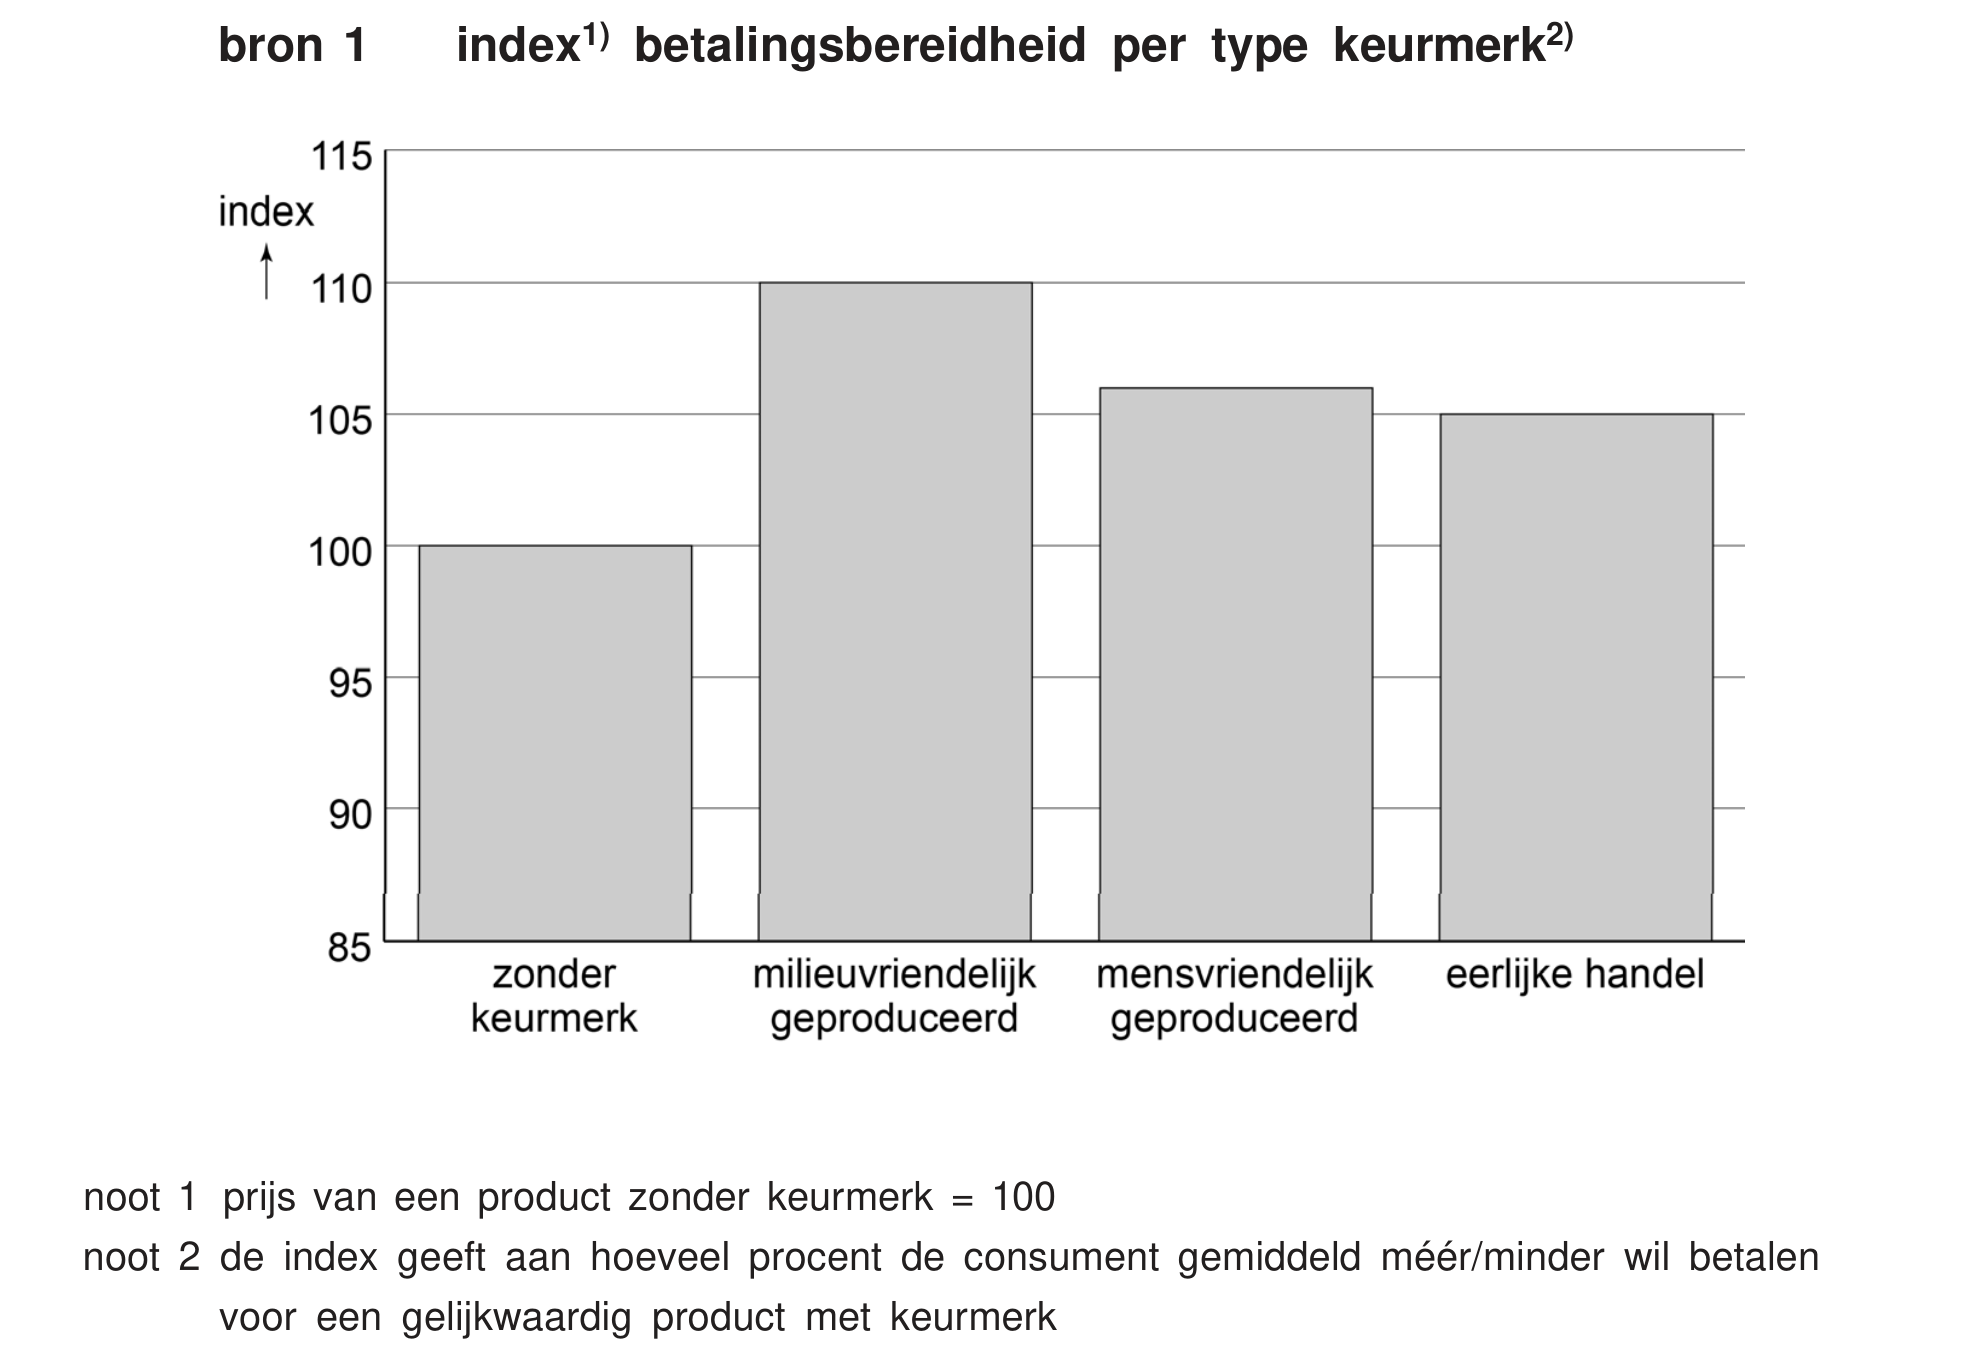 bron 1 index1) betalingsbereidheid per type keurmerk2)
115
index
110
105
100
95
90
85
zonder keurmerk
milieuvriendelijk geproduceerd
mensvriendelijk geproduceerd
eerlijke handel
noot 1 prijs van een product zonder keurmerk = 100
noot 2 de index geeft aan hoeveel procent de consument gemiddeld méér/minder wil betalen
voor een gelijkwaardig product met keurmerk